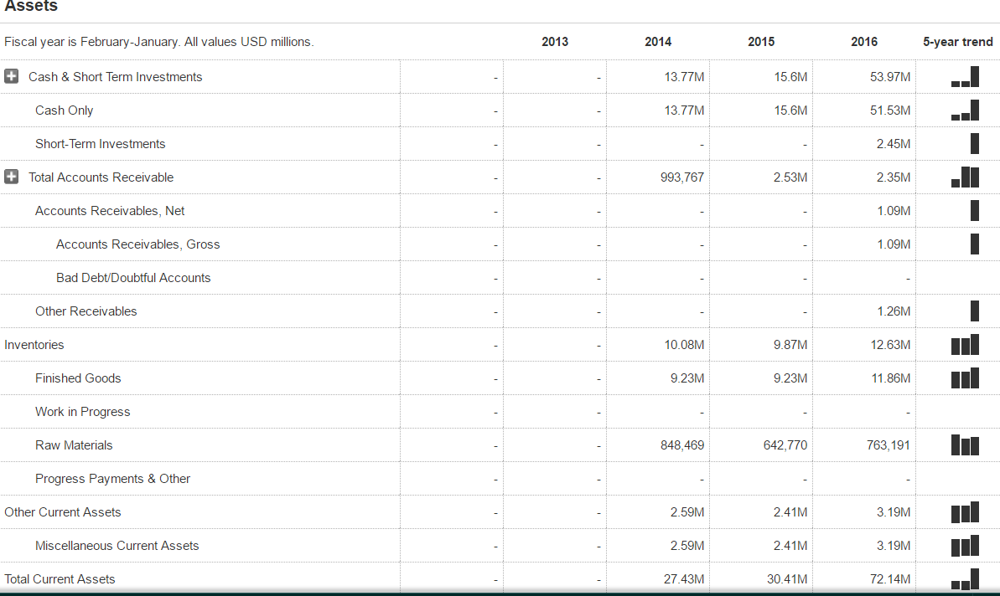 Assets
Fiscal year is February-January. All values USD millions. 2013 2014 2015 2016 5-year trend
Cash & Short Term Investments - - 13.77M 15.6M 53.97M
Cash Only - - 13.77M 15.6M 51.53M
Short-Term Investments - - - - 2.45M
Total Accounts Receivable - - 993,767 2.53M 2.35M
Accounts Receivables, Net - - - - 1.09M
Accounts Receivables, Gross - - - - 1.09M
Bad Debt/Doubtful Accounts - - - - -
Other Receivables - - - - 1.26M
Inventories - - 10.08M 9.87M 12.63M
Finished Goods - - 9.23M 9.23M 11.86M
Work in Progress - - - - -
Raw Materials - - 848,469 642,770 763,191
Progress Payments & Other - - - - -
Other Current Assets - - 2.59M 2.41M 3.19M
Miscellaneous Current Assets - - 2.59M 2.41M 3.19M
Total Current Assets - - 27.43M 30.41M 72.14M